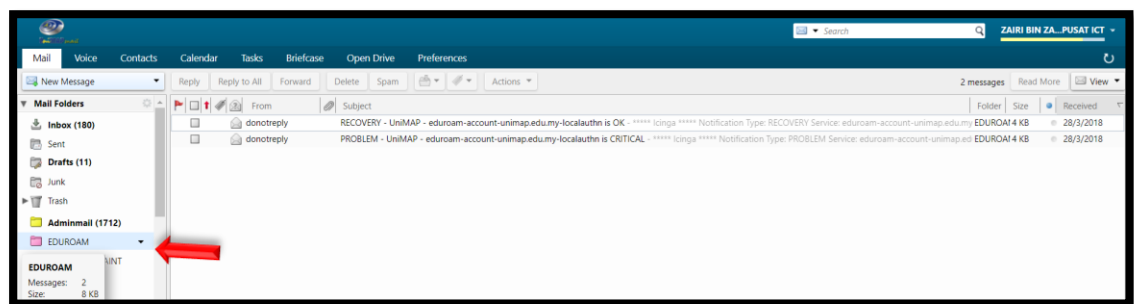 Search
ZAIRI BIN ZA...PUSAT ICT
Mail Voice Contacts Calendar Tasks Briefcase Open Drive Preferences
New Message Reply Reply to All Forward Delete Spam Actions 2 messages Read More View
Mail Folders From Subject Folder Size Received
Inbox (180) donotreply RECOVERY - UniMAP - eduroam-account-unimap.edu.my-localauthn is OK - ***** Icinga ***** Notification Type: RECOVERY Service: eduroam-account-unimap.edu.my EDUROAM 4 KB 28/3/2018
Sent donotreply PROBLEM - UniMAP - eduroam-account-unimap.edu.my-localauthn is CRITICAL - ***** Icinga ***** Notification Type: PROBLEM Service: eduroam-account-unimap.ed EDUROAM 4 KB 28/3/2018
Drafts (11)
Junk
Trash
Adminmail (1712)
EDUROAM
EDUROAM AINT
Messages: 2
Size: 8 KB